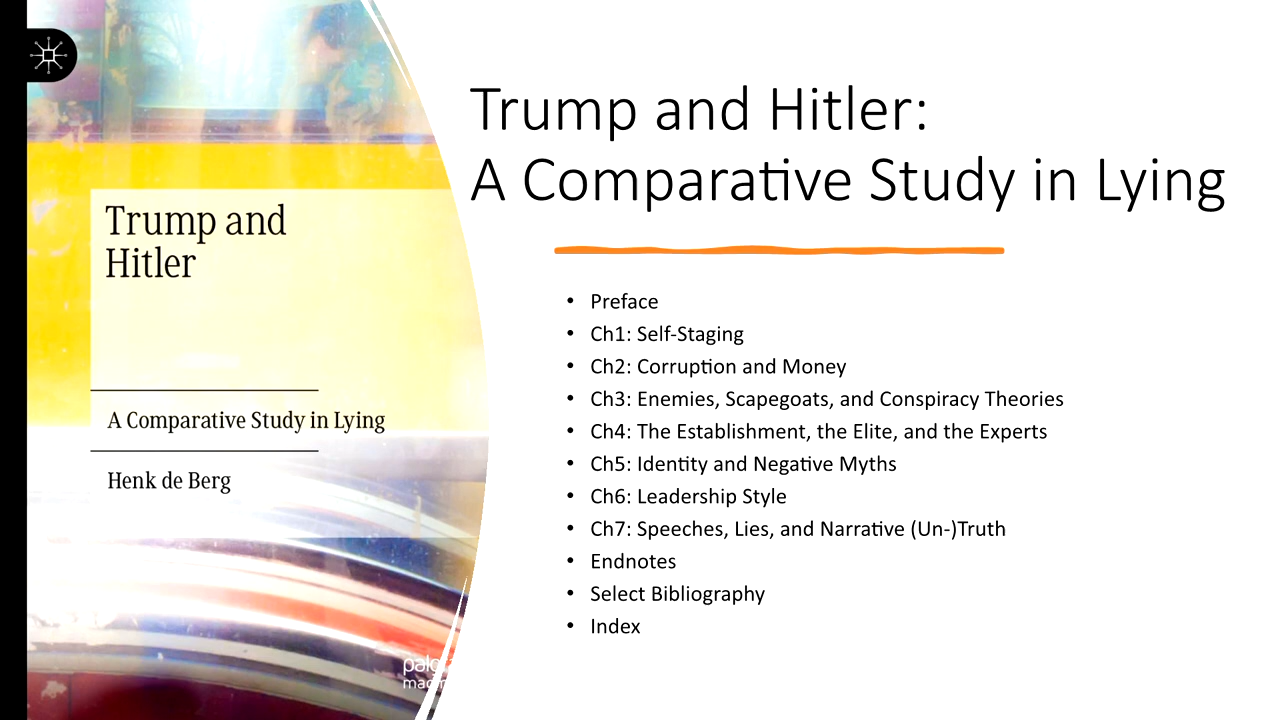 Trump and
Hitler
A Comparative Study in Lying
Henk de Berg
Trump and Hitler:
A Comparative Study in Lying
• Preface
• Ch1: Self-Staging
• Ch2: Corruption and Money
• Ch3: Enemies, Scapegoats, and Conspiracy Theories
• Ch4: The Establishment, the Elite, and the Experts
• Ch5: Identity and Negative Myths
• Ch6: Leadership Style
• Ch7: Speeches, Lies, and Narrative (Un-)Truth
• Endnotes
• Select Bibliography
• Index